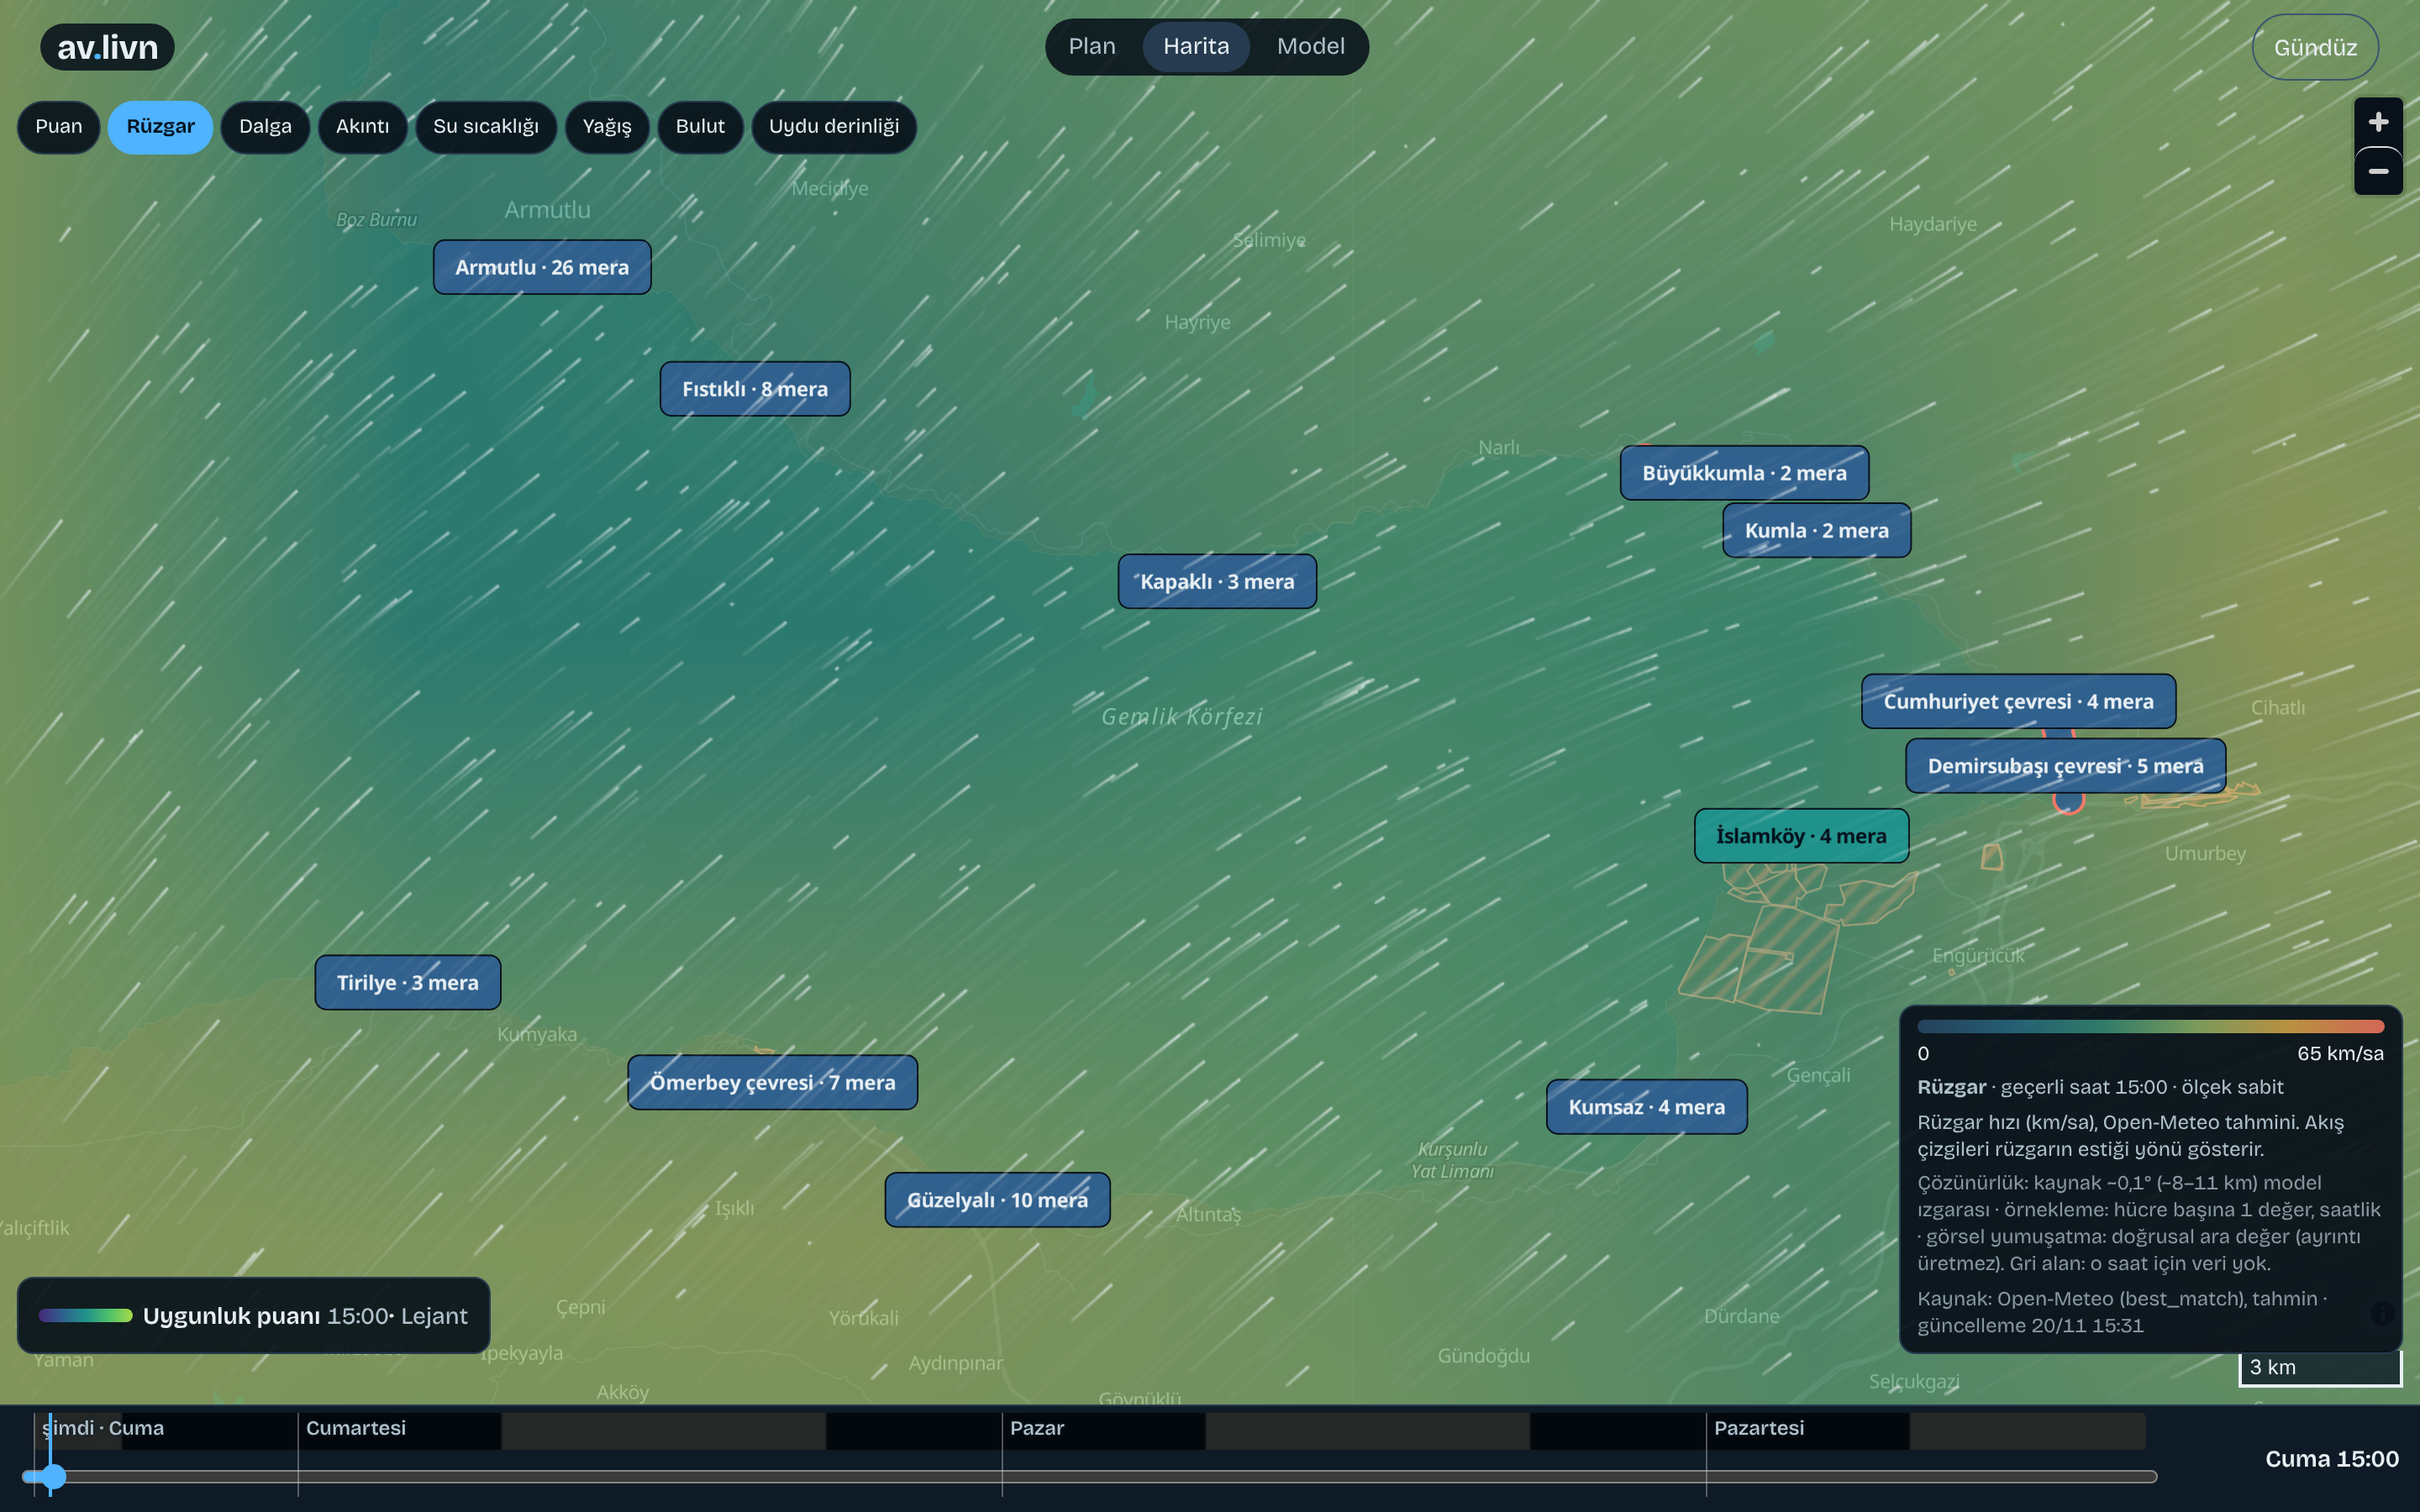 av.livn
Plan
Harita
Model
Gündüz
Puan
Rüzgar
Dalga
Akıntı
Su sıcaklığı
Yağış
Bulut
Uydu derinliği
+
−
Mecidiye
Armutlu
Boz Burnu
Haydariye
Selimiye
Armutlu · 26 mera
Hayriye
Fıstıklı · 8 mera
Narlı
Büyükkumla · 2 mera
Kumla · 2 mera
Kapaklı · 3 mera
Cumhuriyet çevresi · 4 mera
Cihatlı
Gemlik Körfezi
Demirsubaşı çevresi · 5 mera
İslamköy · 4 mera
Umurbey
Engürücük
Tirilye · 3 mera
Kumyaka
Ömerbey çevresi · 7 mera
Gençali
Kumsaz · 4 mera
Kurşunlu
Yat Limanı
Güzelyalı · 10 mera
Işıklı
Altıntaş
Yalıçiftlik
Çepni
Yörükali
Dürdane
Yaman
İpekyayla
Aydınpınar
Gündoğdu
Akköy
Göynüklü
Selçukgazi
0
65 km/sa
Rüzgar · geçerli saat 15:00 · ölçek sabit
Rüzgar hızı (km/sa), Open-Meteo tahmini. Akış
çizgileri rüzgarın estiği yönü gösterir.
Çözünürlük: kaynak ~0,1° (~8–11 km) model
ızgarası · örnekleme: hücre başına 1 değer, saatlik
· görsel yumuşatma: doğrusal ara değer (ayrıntı
üretmez). Gri alan: o saat için veri yok.
Kaynak: Open-Meteo (best_match), tahmin ·
güncelleme 20/11 15:31
3 km
Uygunluk puanı 15:00· Lejant
şimdi · Cuma
Cumartesi
Pazar
Pazartesi
Cuma 15:00